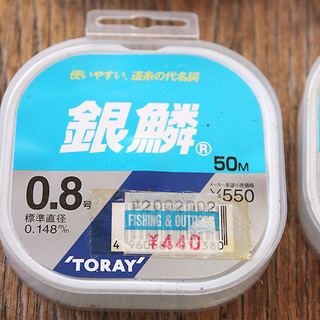 使いやすい、道糸の代名詞
銀鱗®
50M
0.8号
メーカー希望小売価格
¥550
標準直径
0.148m/m
FISHING & OUTDOOR
¥440
'TORAY'